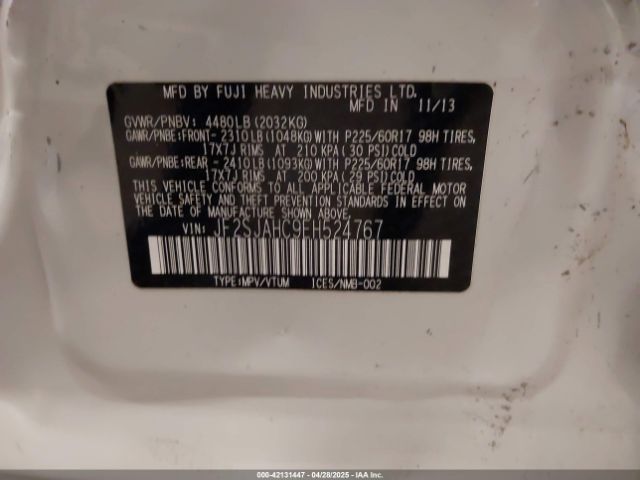 MFD BY FUJI HEAVY INDUSTRIES LTD.
MFD IN 11/13
GVWR/PNBV: 4480LB(2032KG)
GAWR/PNBE:FRONT- 2310LB(1048KG)WITH P225/60R17 98H TIRES,
17X7J RIMS AT 210 KPA( 30 PSI)COLD
GAWR/PNBE:REAR - 2410LB(1093KG)WITH P225/60R17 98H TIRES,
17X7J RIMS AT 200 KPA( 29 PSI)COLD
THIS VEHICLE CONFORMS TO ALL APPLICABLE FEDERAL MOTOR
VEHICLE SAFETY AND THEFT PREVENTION STANDARDS IN EFFECT
ON THE DATE OF MANUFACTURE SHOWN ABOVE.
VIN: JF2SJAHC9EH524767
TYPE:MPV/VTUM ICES/NMB-002
000-42131447 - 04/28/2025 - IAA, Inc.